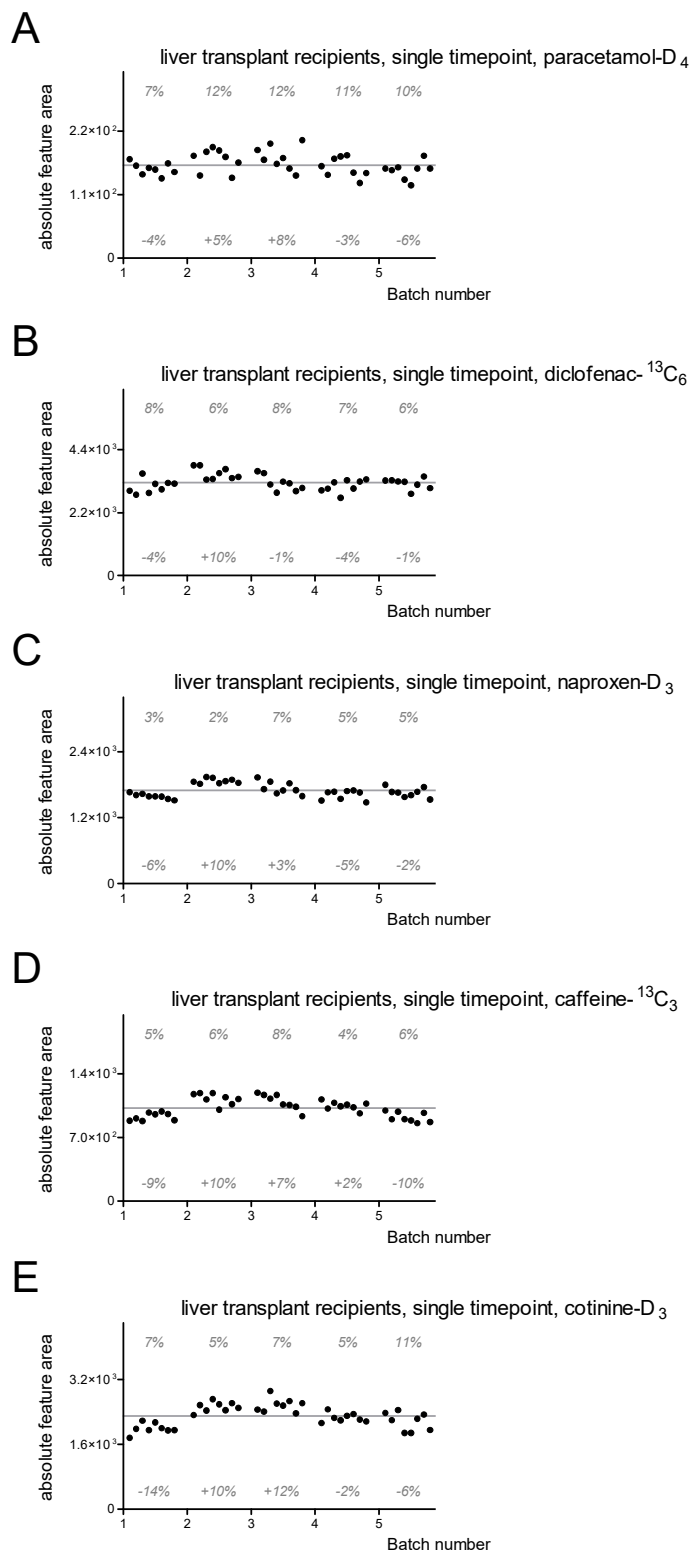 A
liver transplant recipients, single timepoint, paracetamol-D₄
absolute feature area
7% 12% 12% 11% 10%
2.2×10²
1.1×10²
-4% +5% +8% -3% -6%
0
1 2 3 4 5
Batch number
B
liver transplant recipients, single timepoint, diclofenac-¹³C₆
absolute feature area
8% 6% 8% 7% 6%
4.4×10³
2.2×10³
-4% +10% -1% -4% -1%
0
1 2 3 4 5
Batch number
C
liver transplant recipients, single timepoint, naproxen-D₃
absolute feature area
3% 2% 7% 5% 5%
2.4×10³
1.2×10³
-6% +10% +3% -5% -2%
0
1 2 3 4 5
Batch number
D
liver transplant recipients, single timepoint, caffeine-¹³C₃
absolute feature area
5% 6% 8% 4% 6%
1.4×10³
7.0×10²
-9% +10% +7% +2% -10%
0
1 2 3 4 5
Batch number
E
liver transplant recipients, single timepoint, cotinine-D₃
absolute feature area
7% 5% 7% 5% 11%
3.2×10³
1.6×10³
-14% +10% +12% -2% -6%
0
1 2 3 4 5
Batch number